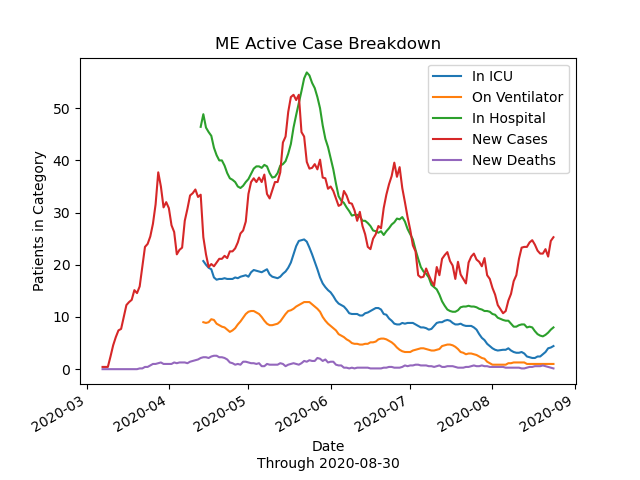 ME Active Case Breakdown
Patients in Category
50
40
30
20
10
0
In ICU
On Ventilator
In Hospital
New Cases
New Deaths
2020-03
2020-04
2020-05
2020-06
2020-07
2020-08
2020-09
Date
Through 2020-08-30